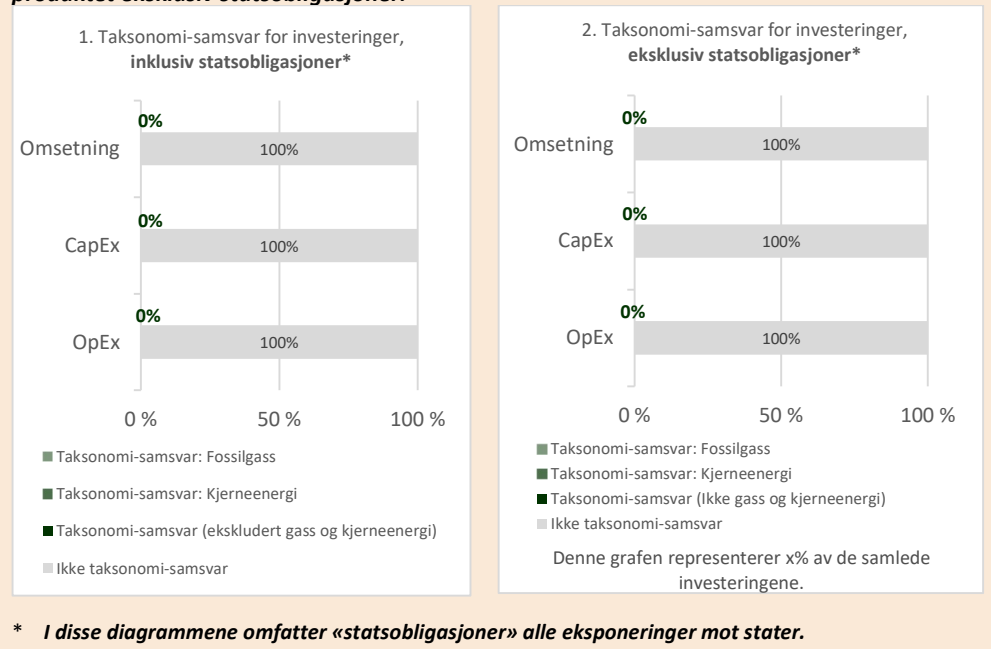 produktet eksklusiv statsobligasjoner.
1. Taksonomi-samsvar for investeringer,
inklusiv statsobligasjoner*
0%
Omsetning
100%
0%
CapEx
100%
0%
OpEx
100%
0 %
50 %
100 %
Taksonomi-samsvar: Fossilgass
Taksonomi-samsvar: Kjerneenergi
Taksonomi-samsvar (ekskludert gass og kjerneenergi)
Ikke taksonomi-samsvar
2. Taksonomi-samsvar for investeringer,
eksklusiv statsobligasjoner*
0%
Omsetning
100%
0%
CapEx
100%
0%
OpEx
100%
0 %
50 %
100 %
Taksonomi-samsvar: Fossilgass
Taksonomi-samsvar: Kjerneenergi
Taksonomi-samsvar (Ikke gass og kjerneenergi)
Ikke taksonomi-samsvar
Denne grafen representerer x% av de samlede
investeringene.
* I disse diagrammene omfatter «statsobligasjoner» alle eksponeringer mot stater.